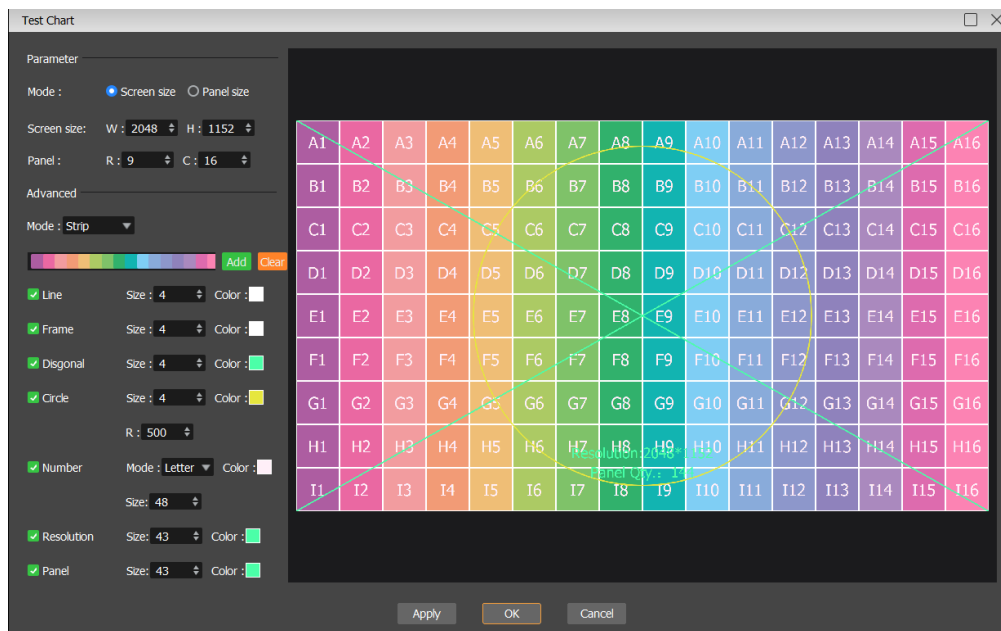 Test Chart
Parameter
Mode : Screen size Panel size
Screen size: W : 2048 H : 1152
Panel : R : 9 C : 16
Advanced
Mode : Strip
Add Clear
Line Size : 4 Color :
Frame Size : 4 Color :
Disgonal Size : 4 Color :
Circle Size : 4 Color :
R : 500
Number Mode : Letter Color :
Size: 48
Resolution Size: 43 Color :
Panel Size: 43 Color :
A1 A2 A3 A4 A5 A6 A7 A8 A9 A10 A11 A12 A13 A14 A15 A16
B1 B2 B3 B4 B5 B6 B7 B8 B9 B10 B11 B12 B13 B14 B15 B16
C1 C2 C3 C4 C5 C6 C7 C8 C9 C10 C11 C12 C13 C14 C15 C16
D1 D2 D3 D4 D5 D6 D7 D8 D9 D10 D11 D12 D13 D14 D15 D16
E1 E2 E3 E4 E5 E6 E7 E8 E9 E10 E11 E12 E13 E14 E15 E16
F1 F2 F3 F4 F5 F6 F7 F8 F9 F10 F11 F12 F13 F14 F15 F16
G1 G2 G3 G4 G5 G6 G7 G8 G9 G10 G11 G12 G13 G14 G15 G16
H1 H2 H3 H4 H5 H6 H7 H8 H9 H10 H11 H12 H13 H14 H15 H16
Resolution:2048*
Panel Qty.:
I1 I2 I3 I4 I5 I6 I7 I8 I9 I10 I11 I12 I13 I14 I15 I16
Apply OK Cancel